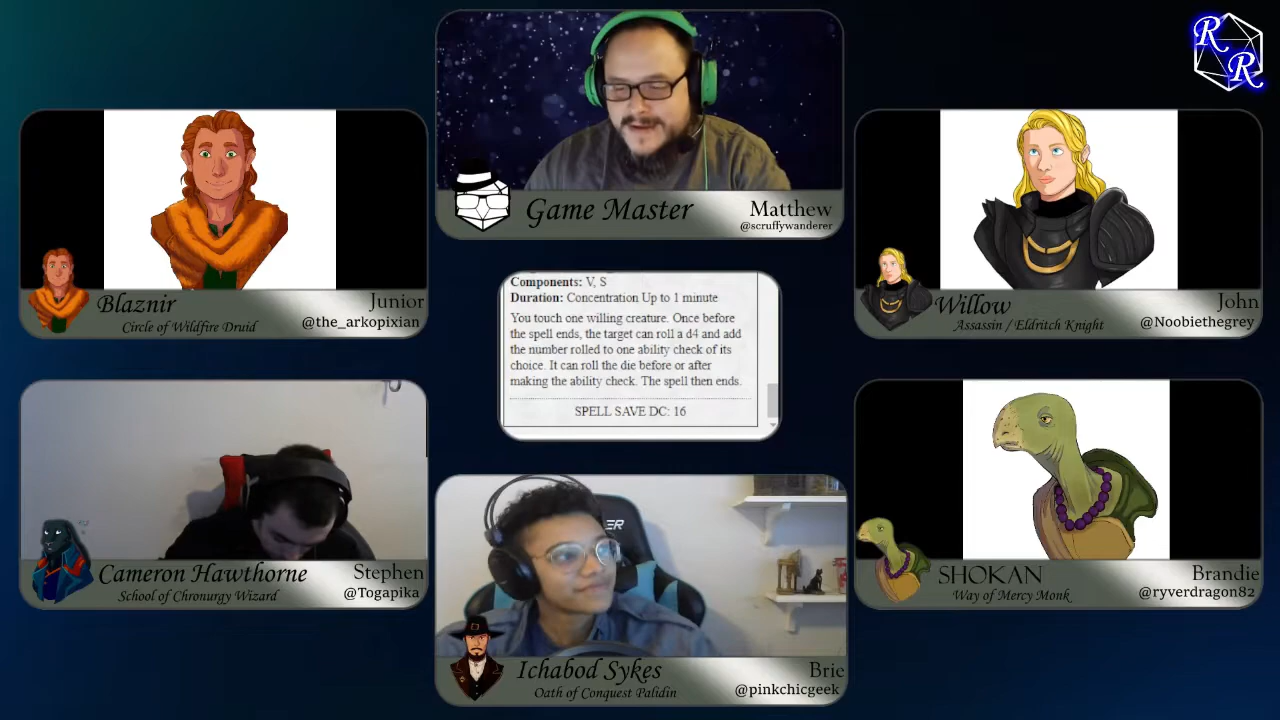 R
R
Game Master
Matthew
@scruffywanderer
Blaznir
Junior
Circle of Wildfire Druid
@the_arkopixian
Willow
John
Assassin / Eldritch Knight
@Noobiethegrey
Components: V, S
Duration: Concentration Up to 1 minute
You touch one willing creature. Once before
the spell ends, the target can roll a d4 and add
the number rolled to one ability check of its
choice. It can roll the die before or after
making the ability check. The spell then ends.
SPELL SAVE DC: 16
Cameron Hawthorne
Stephen
School of Chronurgy Wizard
@Togapika
ER
Ichabod Sykes
Brie
Oath of Conquest Palidin
@pinkchicgeek
SHOKAN
Brandie
Way of Mercy Monk
@ryverdragon82